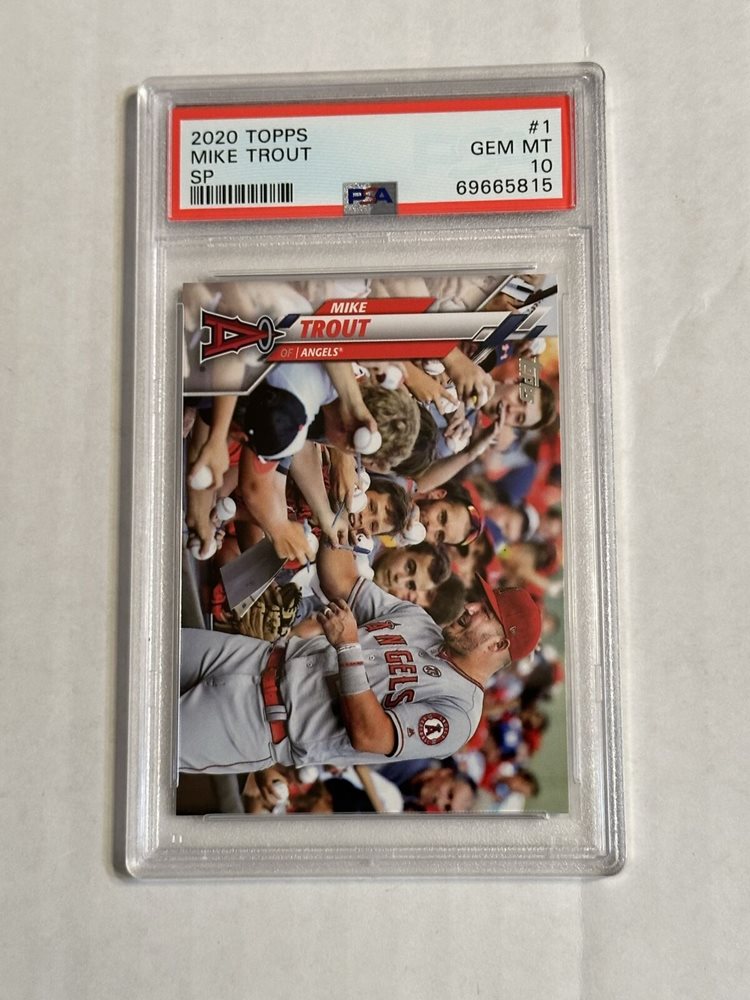 2020 TOPPS
MIKE TROUT
SP
#1
GEM MT
10
69665815
PSA
MIKE
TROUT
OF | ANGELS®
ANGELS